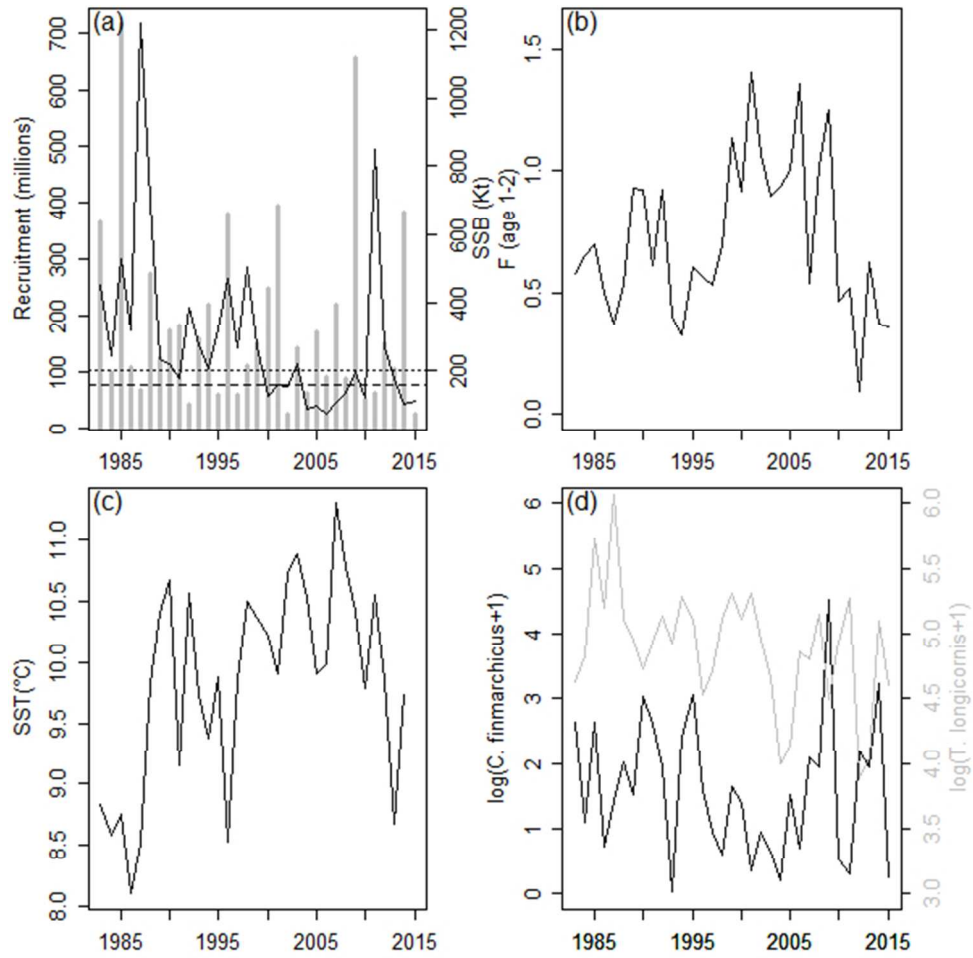 (a)
Recruitment (millions)
0 100 200 300 400 500 600 700
SSB (Kt)
200 400 600 800 1000 1200
1985 1995 2005 2015
(b)
F (age 1-2)
0.0 0.5 1.0 1.5
1985 1995 2005 2015
(c)
SST(°C)
8.0 8.5 9.0 9.5 10.0 10.5 11.0
1985 1995 2005 2015
(d)
log(C. finmarchicus+1)
0 1 2 3 4 5 6
log(T. longicornis+1)
3.0 3.5 4.0 4.5 5.0 5.5 6.0
1985 1995 2005 2015